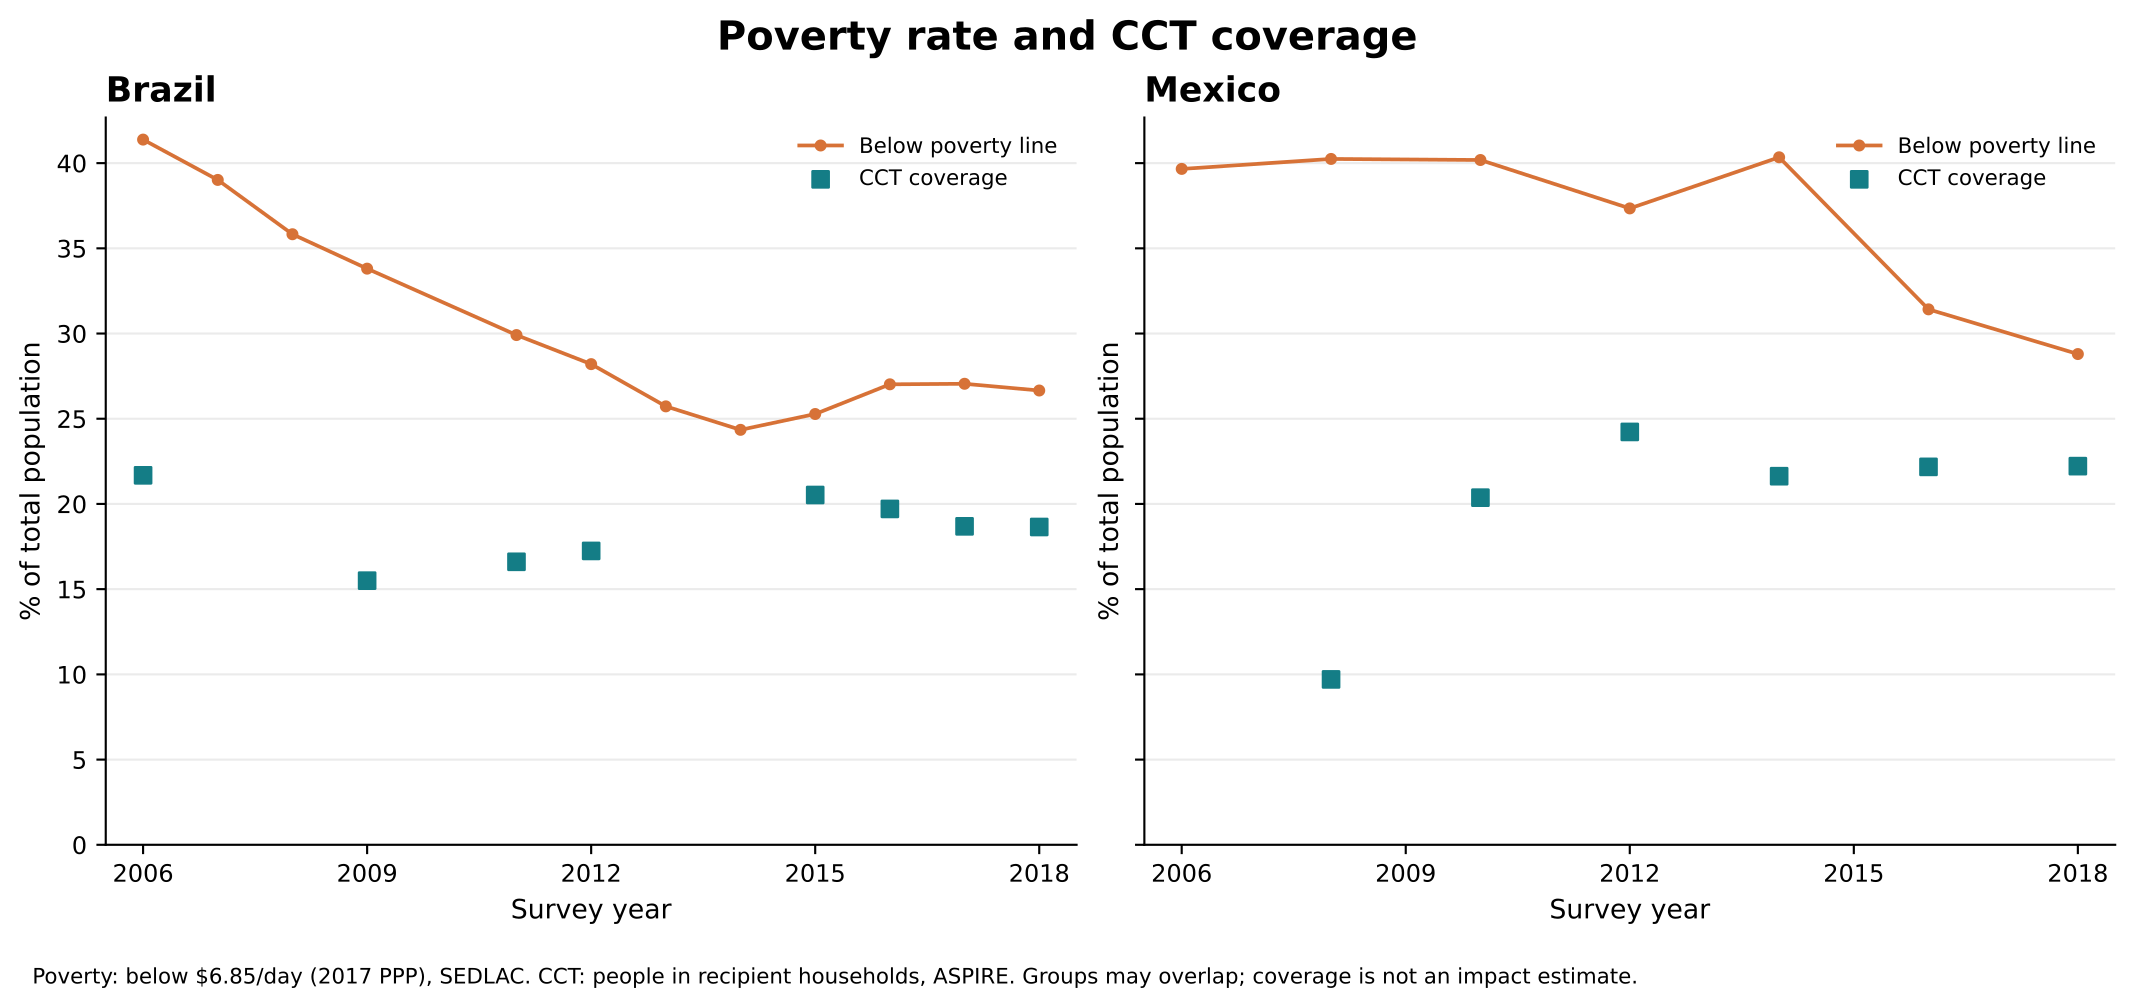 Poverty rate and CCT coverage
Brazil
Below poverty line
CCT coverage
% of total population
40
35
30
25
20
15
10
5
0
2006 2009 2012 2015 2018
Survey year
Mexico
Below poverty line
CCT coverage
% of total population
2006 2009 2012 2015 2018
Survey year
Poverty: below $6.85/day (2017 PPP), SEDLAC. CCT: people in recipient households, ASPIRE. Groups may overlap; coverage is not an impact estimate.